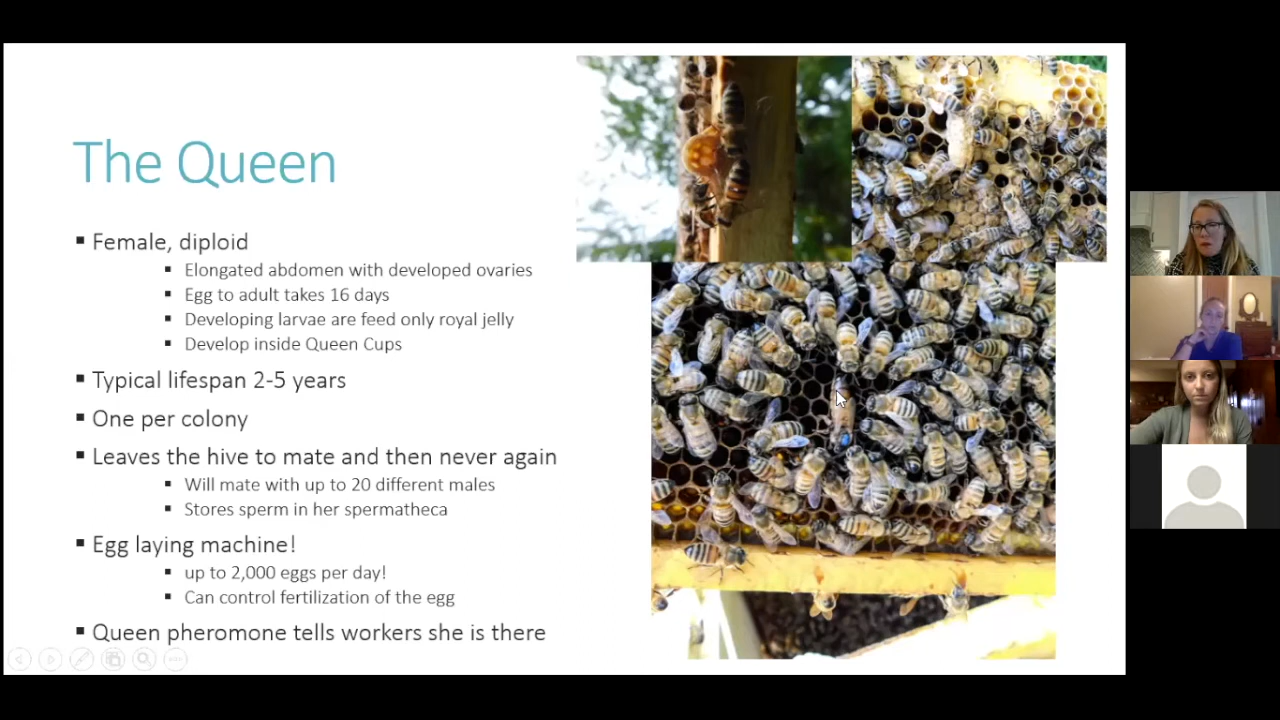 The Queen
Female, diploid
Elongated abdomen with developed ovaries
Egg to adult takes 16 days
Developing larvae are feed only royal jelly
Develop inside Queen Cups
Typical lifespan 2-5 years
One per colony
Leaves the hive to mate and then never again
Will mate with up to 20 different males
Stores sperm in her spermatheca
Egg laying machine!
up to 2,000 eggs per day!
Can control fertilization of the egg
Queen pheromone tells workers she is there